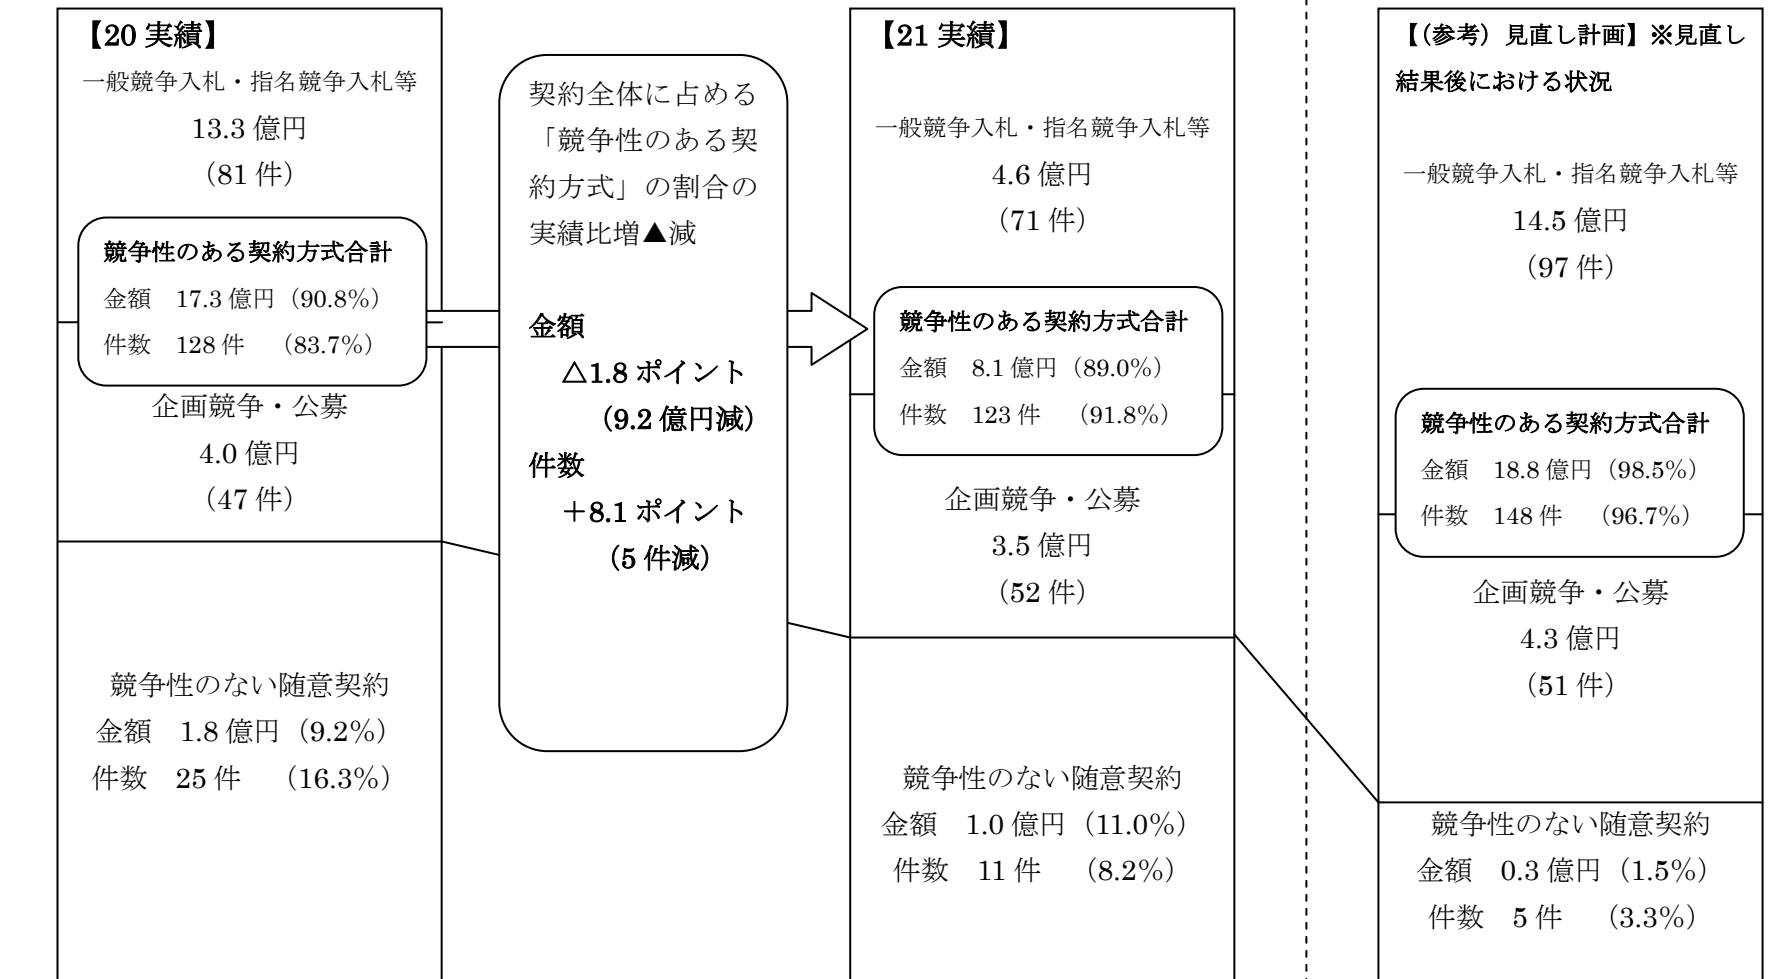 【20 実績】
一般競争入札・指名競争入札等
13.3 億円
（81 件）
競争性のある契約方式合計
金額　17.3 億円（90.8%）
件数　128 件　（83.7%）
企画競争・公募
4.0 億円
（47 件）
競争性のない随意契約
金額　1.8 億円（9.2%）
件数　25 件　（16.3%）
契約全体に占める
「競争性のある契
約方式」の割合の
実績比増▲減
金額
△1.8 ポイント
（9.2 億円減）
件数
＋8.1 ポイント
（5 件減）
【21 実績】
一般競争入札・指名競争入札等
4.6 億円
（71 件）
競争性のある契約方式合計
金額　8.1 億円（89.0%）
件数　123 件　（91.8%）
企画競争・公募
3.5 億円
（52 件）
競争性のない随意契約
金額　1.0 億円（11.0%）
件数　11 件　（8.2%）
【（参考）見直し計画】※見直し
結果後における状況
一般競争入札・指名競争入札等
14.5 億円
（97 件）
競争性のある契約方式合計
金額　18.8 億円（98.5%）
件数　148 件　（96.7%）
企画競争・公募
4.3 億円
（51 件）
競争性のない随意契約
金額　0.3 億円（1.5%）
件数　5 件　（3.3%）